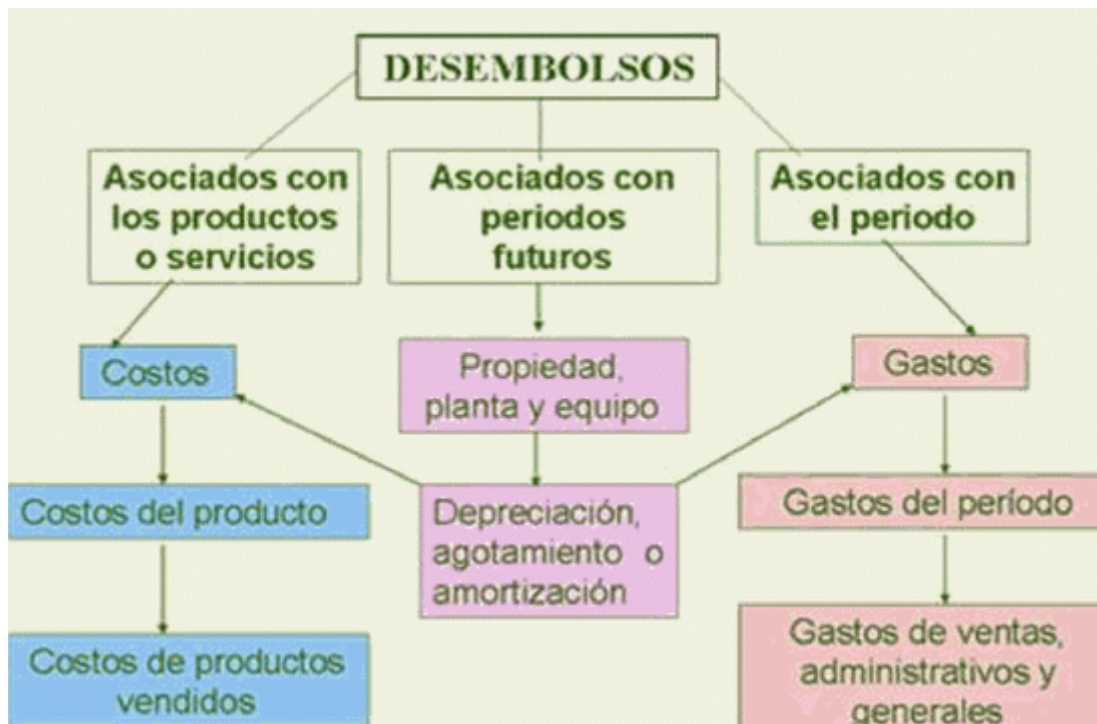 DESEMBOLSOS
Asociados con
los productos
o servicios
Asociados con
periodos
futuros
Asociados con
el periodo
Costos
Propiedad,
planta y equipo
Gastos
Costos del producto
Depreciación,
agotamiento o
amortización
Gastos del período
Costos de productos
vendidos
Gastos de ventas,
administrativos y
generales